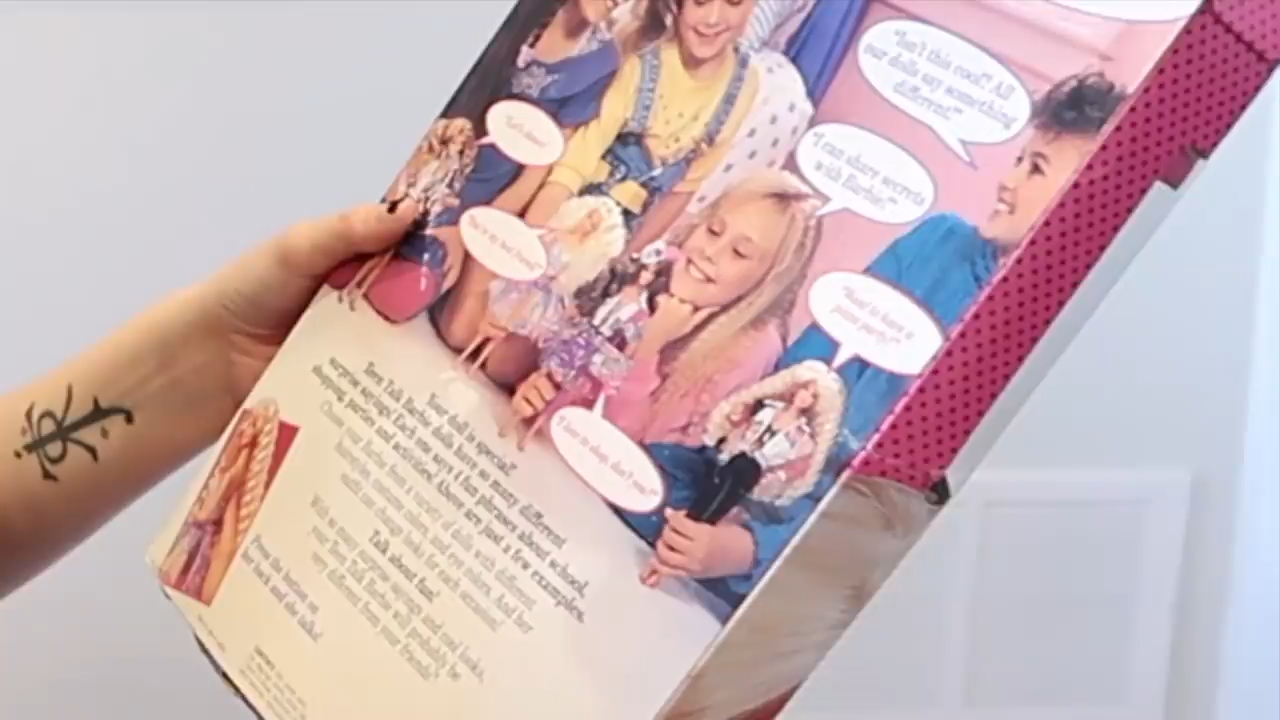 "Isn't this cool? All
our dolls say something
different."
"I can share secrets
with Barbie!"
"Let's dance!"
"You're my best friend!"
"Want to have a
pizza party?"
"I love to shop, don't you?"
Your doll is special!
Teen Talk Barbie dolls have so many different
surprise sayings! Each one says 4 fun phrases about school,
shopping, parties and activities! Above are just a few examples.
Choose your Barbie from a variety of dolls with different
hairstyles, costume colors, and eye colors. And her
outfit can change looks for each occasion!
Talk about fun!
With so many surprise sayings and cool looks,
your Teen Talk Barbie will probably be
very different from your friends'!
Press the button on
her back and she talks!